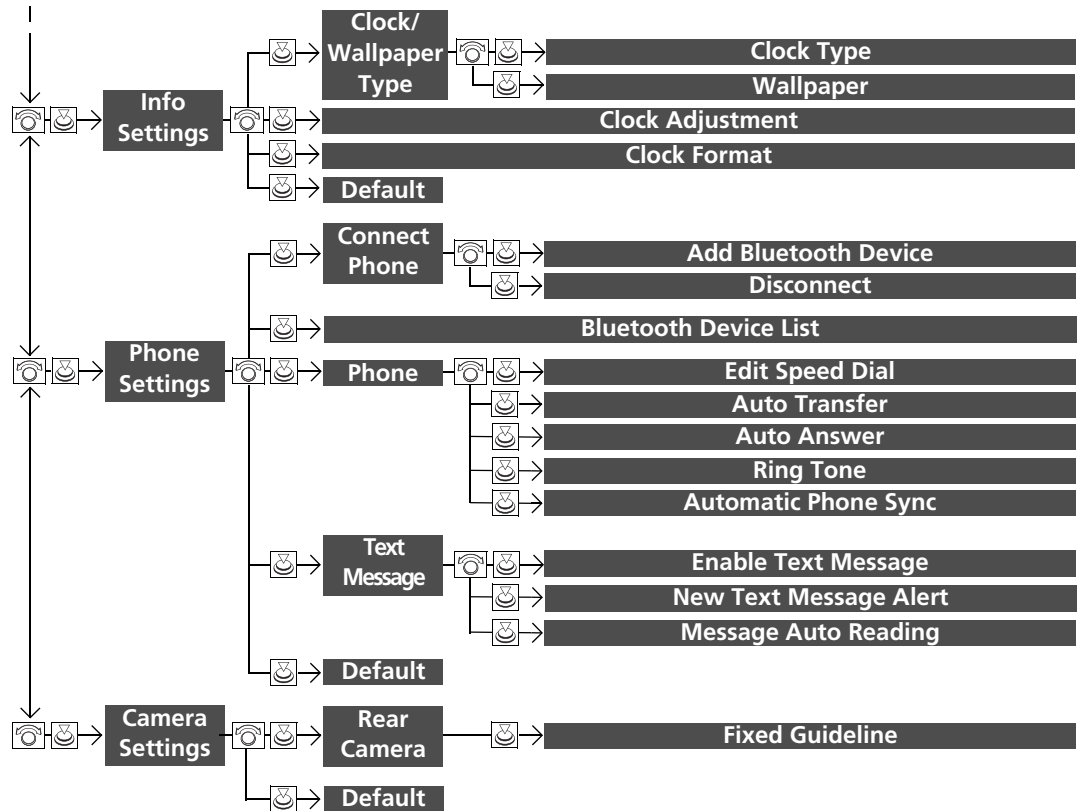 Clock/
Wallpaper
Type
Clock Type
Wallpaper
Info
Settings
Clock Adjustment
Clock Format
Default
Connect
Phone
Add Bluetooth Device
Disconnect
Bluetooth Device List
Phone
Settings
Phone
Edit Speed Dial
Auto Transfer
Auto Answer
Ring Tone
Automatic Phone Sync
Text
Message
Enable Text Message
New Text Message Alert
Message Auto Reading
Default
Camera
Settings
Rear
Camera
Fixed Guideline
Default